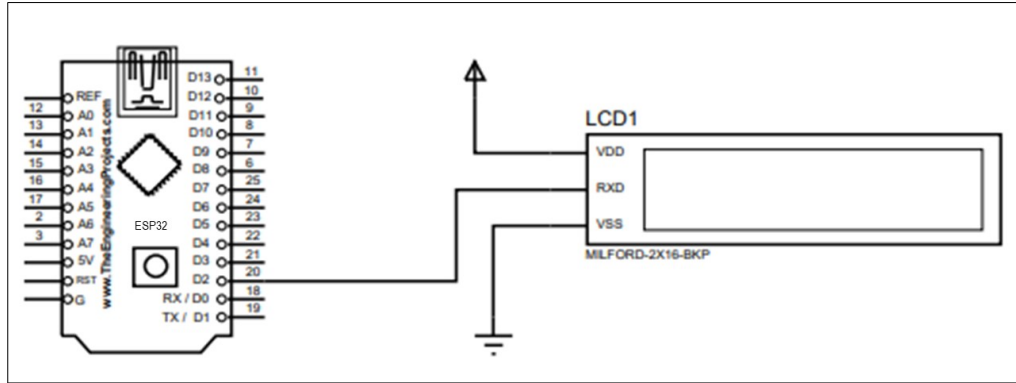 REF
12 A0
13 A1
14 A2
15 A3
16 A4
17 A5
2 A6
3 A7
5V
RST
G
www.TheEngineeringProjects.com
ESP32
D13 11
D12 10
D11 9
D10 8
D9 7
D8 6
D7 25
D6 24
D5 23
D4 22
D3 21
D2 20
RX / D0 18
TX / D1 19
LCD1
VDD
RXD
VSS
MILFORD-2X16-BKP